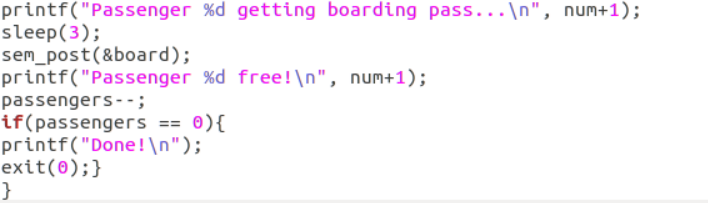 printf("Passenger %d getting boarding pass...\n", num+1);
sleep(3);
sem_post(&board);
printf("Passenger %d free!\n", num+1);
passengers--;
if(passengers == 0){
printf("Done!\n");
exit(0);}
}